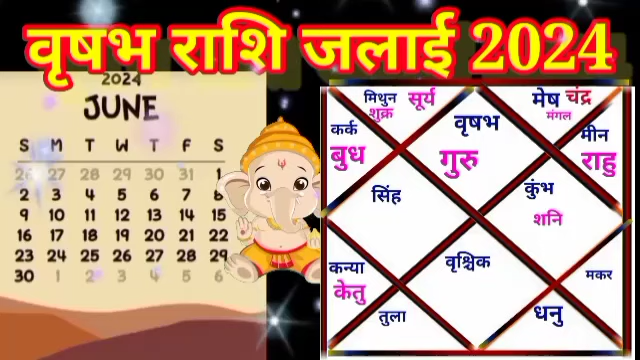 वृषभ राशि जलाई 2024
2024
JUNE
S M T W T F S
26 27 28 29 30 31 1
2 3 4 5 6 7 8
9 10 11 12 13 14 15
16 17 18 19 20 21 22
23 24 25 26 27 28 29
30 1 2 3 4 5 6
मिथुन सूर्य
शुक्र
मेष चंद्र
मंगल
कर्क
बुध
वृषभ
गुरु
मीन
राहु
सिंह
कुंभ
शनि
कन्या
केतु
वृश्चिक
मकर
तुला
धनु